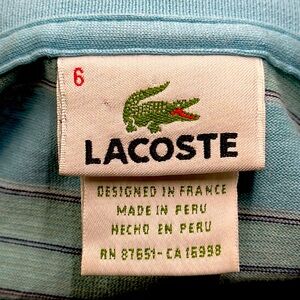 6
LACOSTE
DESIGNED IN FRANCE
MADE IN PERU
HECHO EN PERU
RN 87651-CA 16998